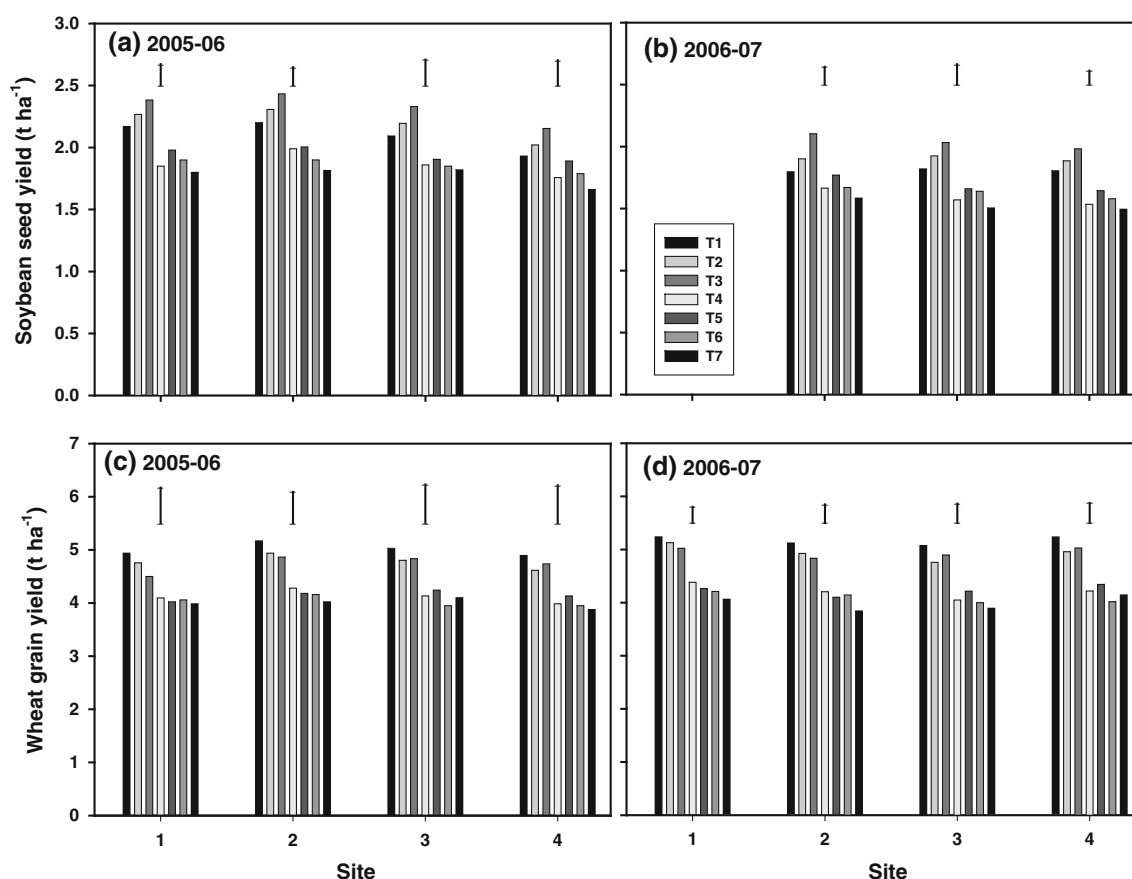 (a) 2005-06
Soybean seed yield (t ha-1)
3.0
2.5
2.0
1.5
1.0
0.5
0.0
(b) 2006-07
T1
T2
T3
T4
T5
T6
T7
(c) 2005-06
Wheat grain yield (t ha-1)
7
6
5
4
3
2
1
0
1 2 3 4
Site
(d) 2006-07
1 2 3 4
Site